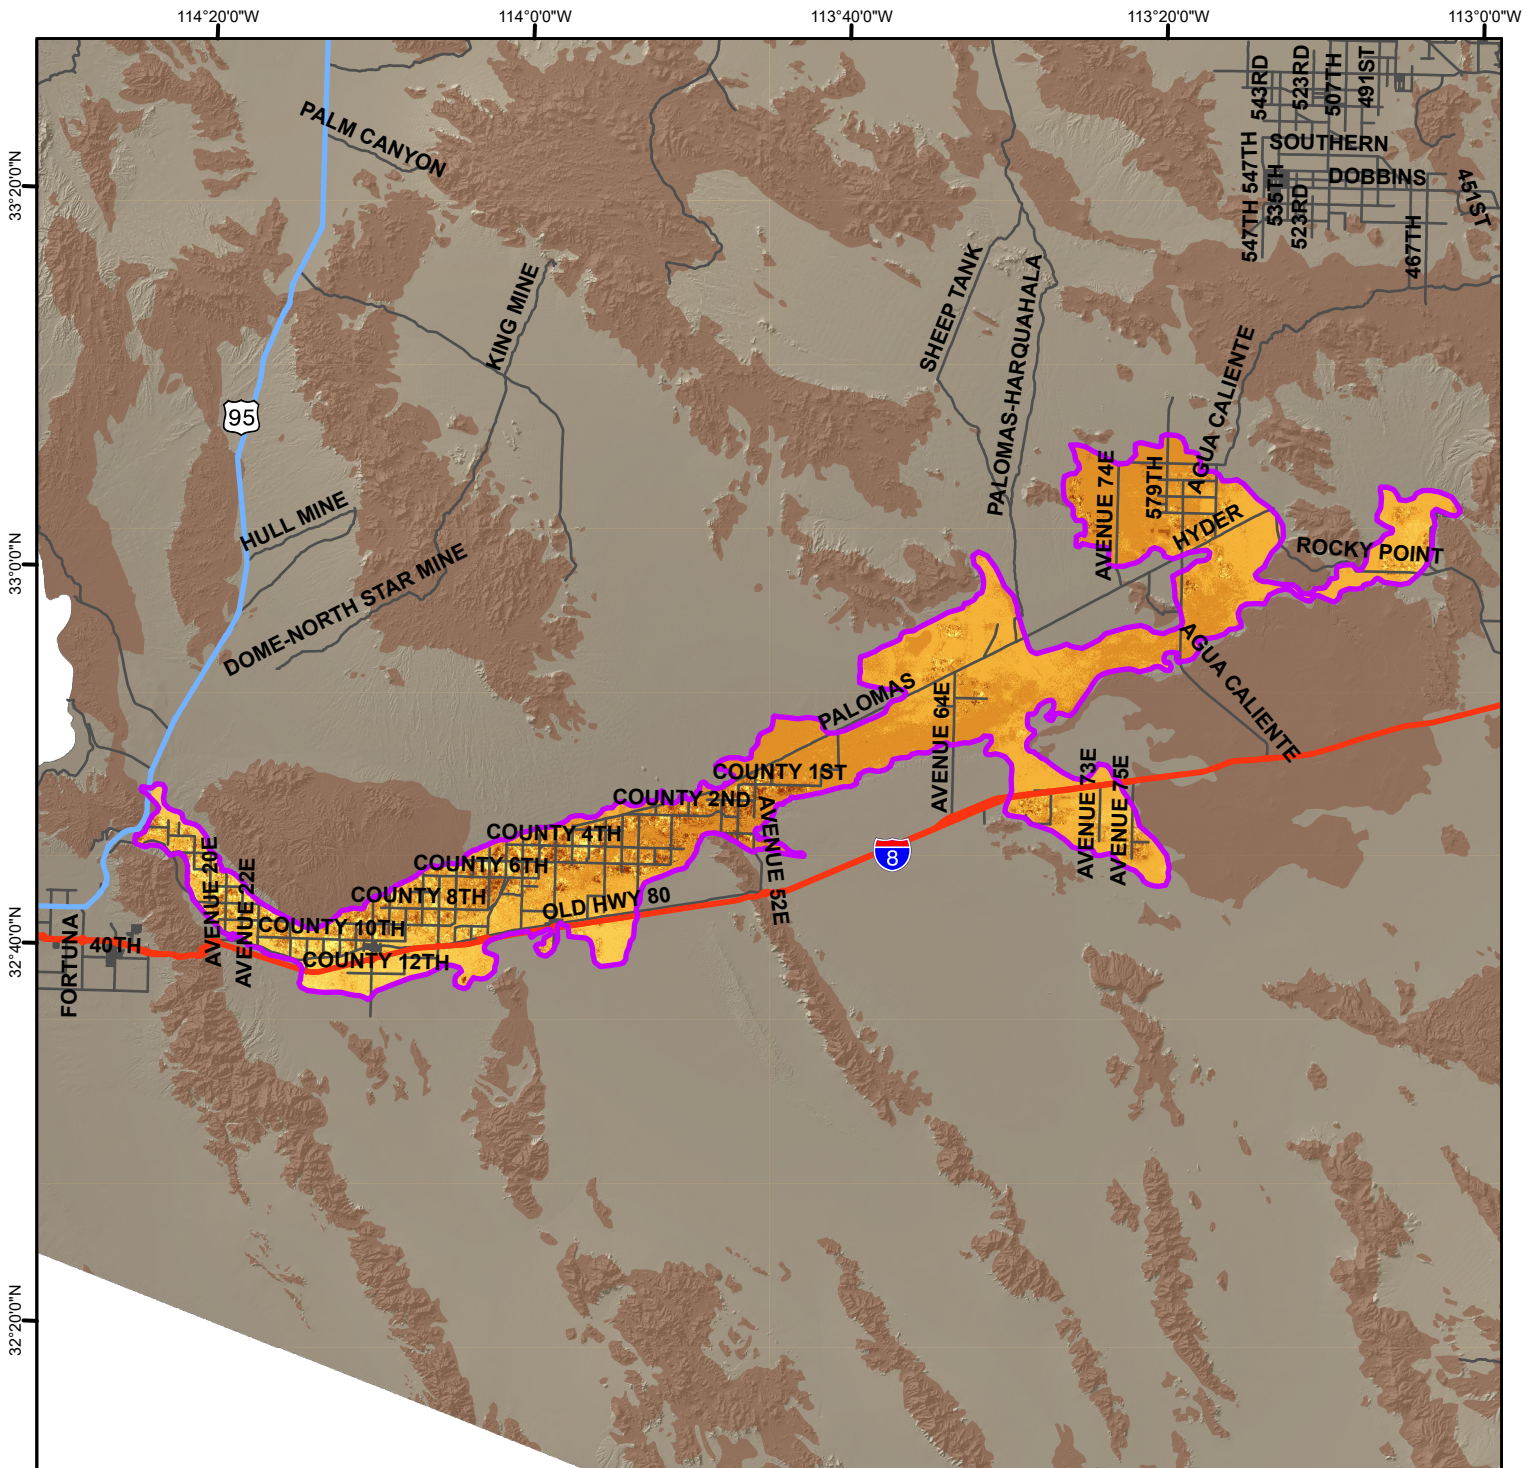 114°20'0"W
114°0'0"W
113°40'0"W
113°20'0"W
113°0'0"W
33°20'0"N
33°0'0"N
32°40'0"N
32°20'0"N
PALM CANYON
543RD
523RD
507TH
491ST
SOUTHERN
DOBBINS
547TH 547TH
535TH
523RD
451ST
467TH
KING MINE
SHEEP TANK
PALOMAS-HARQUAHALA
AGUA CALIENTE
95
HULL MINE
DOME-NORTH STAR MINE
AVENUE 74E
579TH
HYDER
ROCKY POINT
AGUA CALIENTE
PALOMAS
AVENUE 64E
COUNTY 1ST
COUNTY 2ND
AVENUE 73E
AVENUE 75E
COUNTY 4TH
AVENUE 52E
8
COUNTY 6TH
AVENUE 20E
AVENUE 22E
COUNTY 8TH
OLD HWY 80
COUNTY 10TH
FORTUNA
40TH
COUNTY 12TH